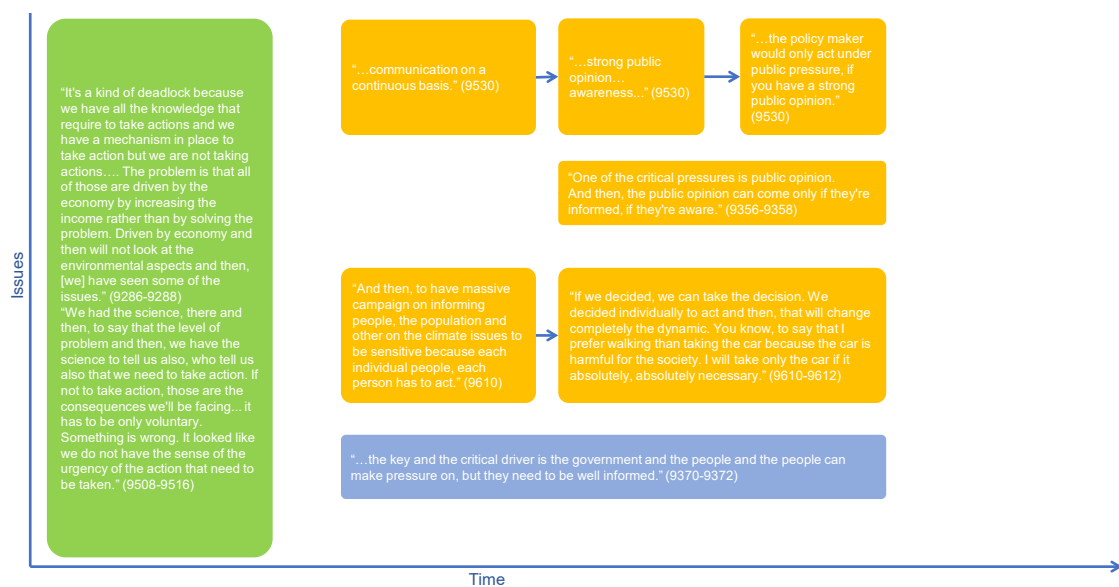 “It's a kind of deadlock because
we have all the knowledge that
require to take actions and we
have a mechanism in place to
take action but we are not taking
actions…. The problem is that all
of those are driven by the
economy by increasing the
income rather than by solving the
problem. Driven by economy and
then will not look at the
environmental aspects and then,
[we] have seen some of the
issues.” (9286-9288)
“We had the science, there and
then, to say that the level of
problem and then, we have the
science to tell us also, who tell us
also that we need to take action. If
not to take action, those are the
consequences we'll be facing... it
has to be only voluntary.
Something is wrong. It looked like
we do not have the sense of the
urgency of the action that need to
be taken.” (9508-9516)
“…communication on a
continuous basis.” (9530)
“…strong public
opinion…
awareness...” (9530)
“…the policy maker
would only act under
public pressure, if
you have a strong
public opinion.”
(9530)
“One of the critical pressures is public opinion.
And then, the public opinion can come only if they're
informed, if they're aware.” (9356-9358)
“And then, to have massive
campaign on informing
people, the population and
other on the climate issues to
be sensitive because each
individual people, each
person has to act.” (9610)
“If we decided, we can take the decision. We
decided individually to act and then, that will change
completely the dynamic. You know, to say that I
prefer walking than taking the car because the car is
harmful for the society. I will take only the car if it
absolutely, absolutely necessary.” (9610-9612)
“…the key and the critical driver is the government and the people and the people can
make pressure on, but they need to be well informed.” (9370-9372)
Issues
Time